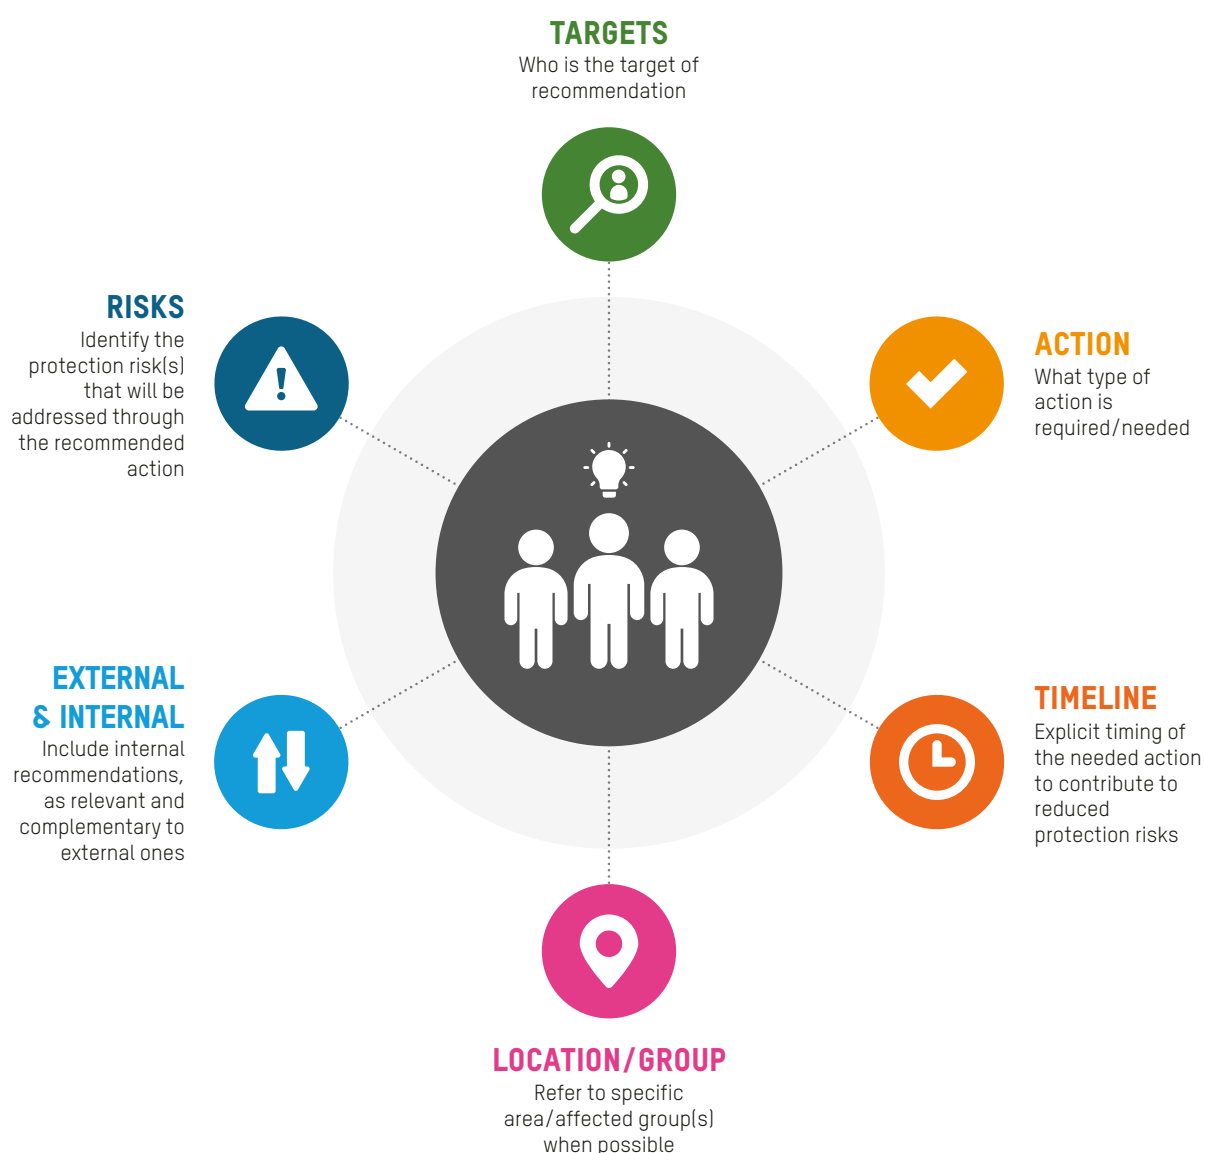 TARGETS
Who is the target of
recommendation
RISKS
Identify the
protection risk(s)
that will be
addressed through
the recommended
action
ACTION
What type of
action is
required/needed
EXTERNAL
& INTERNAL
Include internal
recommendations,
as relevant and
complementary to
external ones
TIMELINE
Explicit timing of
the needed action
to contribute to
reduced
protection risks
LOCATION/GROUP
Refer to specific
area/affected group(s)
when possible